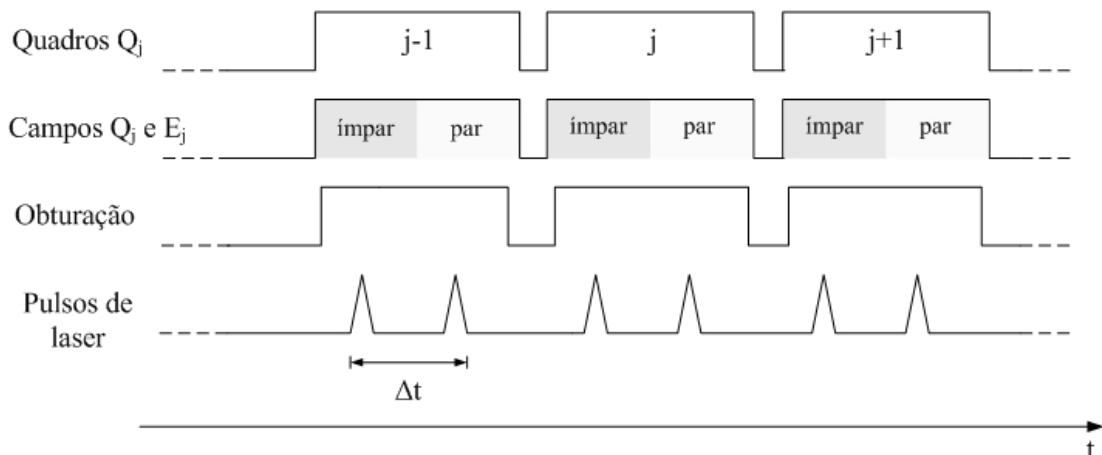 Quadros Qj
j-1
j
j+1
Campos Qj e Ej
ímpar
par
ímpar
par
ímpar
par
Obturação
Pulsos de
laser
Δt
t